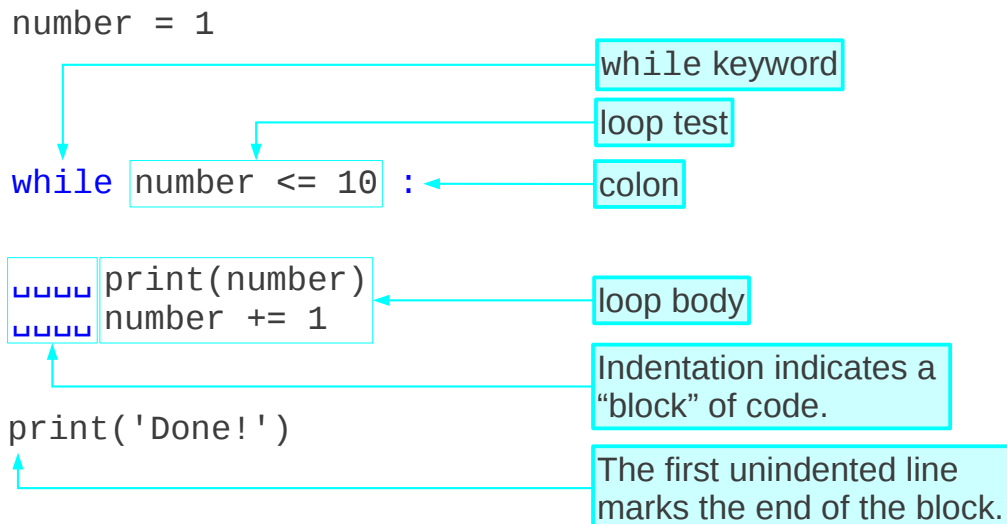 number = 1
while keyword
loop test
while number <= 10 :
colon
␣␣␣␣ print(number)
␣␣␣␣ number += 1
loop body
Indentation indicates a
“block” of code.
print('Done!')
The first unindented line
marks the end of the block.